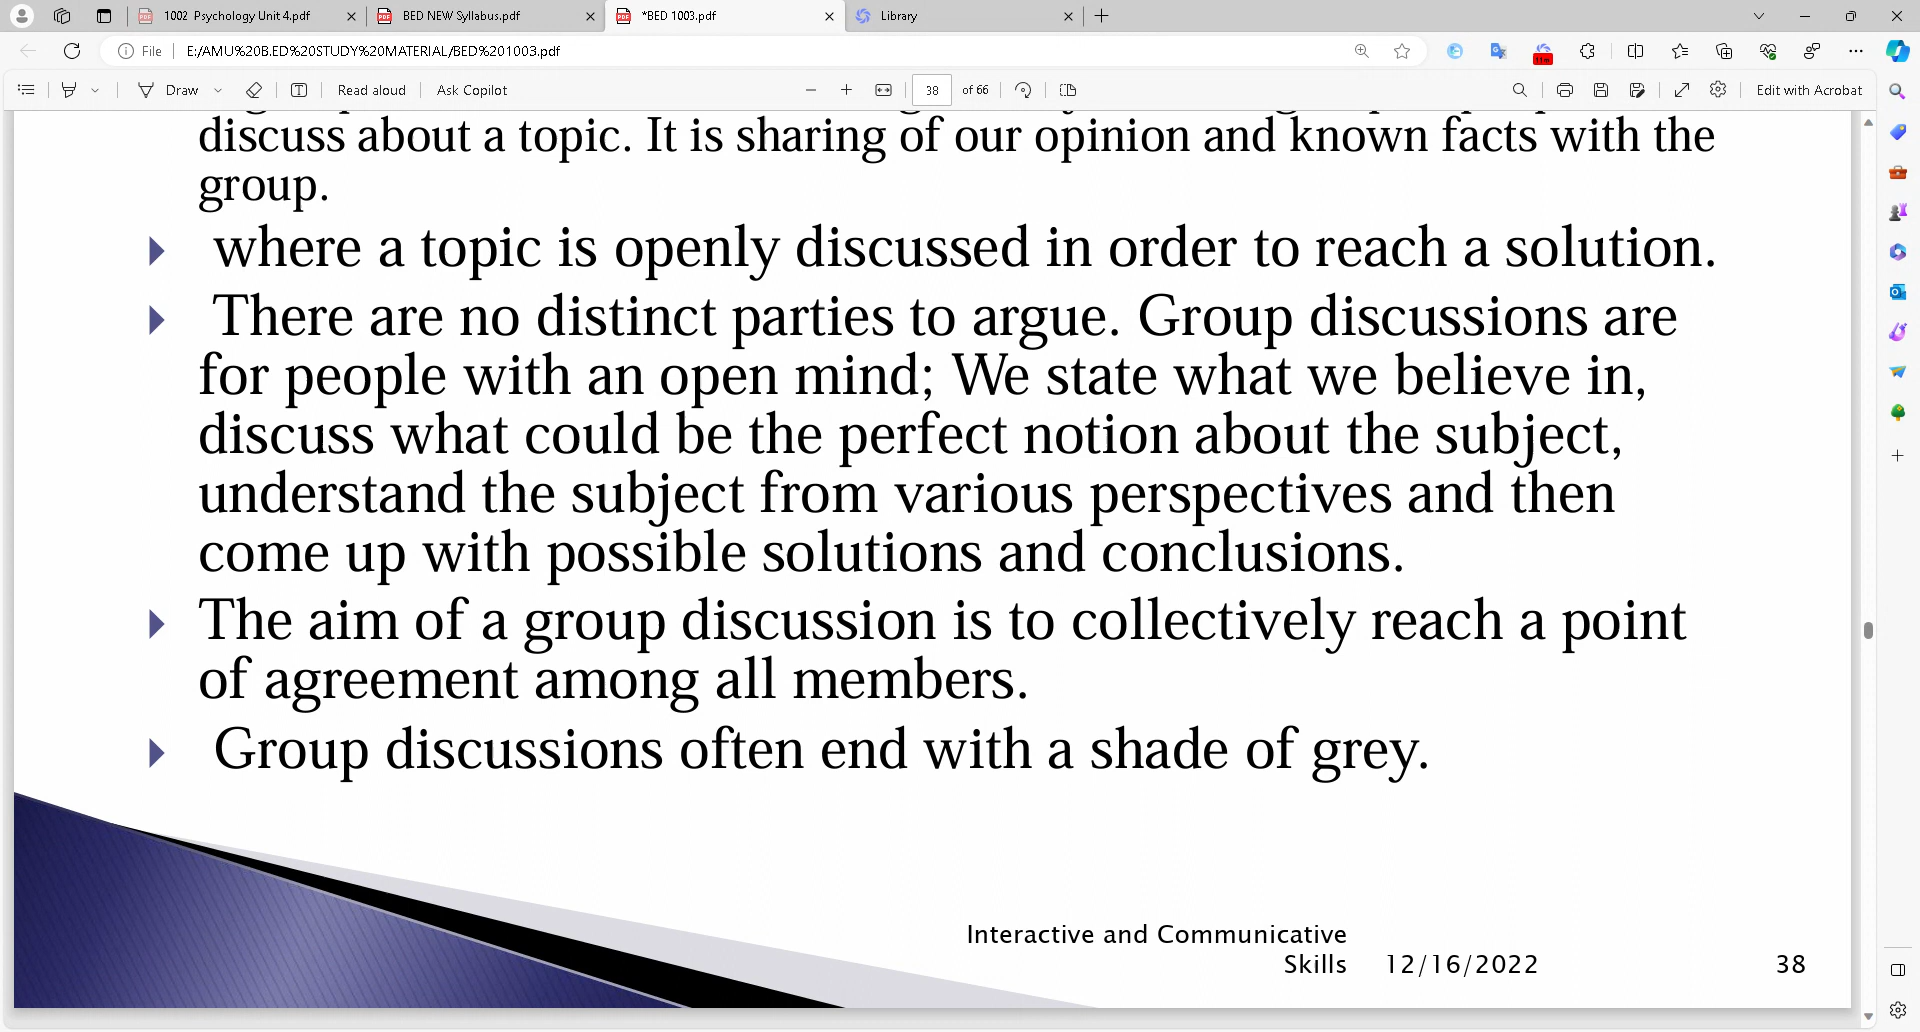 1002 Psychology Unit 4.pdf
BED NEW Syllabus.pdf
*BED 1003.pdf
Library
File
E:/AMU%20B.ED%20STUDY%20MATERIAL/BED%201003.pdf
11m
Draw
Read aloud
Ask Copilot
38
of 66
Edit with Acrobat
discuss about a topic. It is sharing of our opinion and known facts with the
group.
where a topic is openly discussed in order to reach a solution.
There are no distinct parties to argue. Group discussions are
for people with an open mind; We state what we believe in,
discuss what could be the perfect notion about the subject,
understand the subject from various perspectives and then
come up with possible solutions and conclusions.
The aim of a group discussion is to collectively reach a point
of agreement among all members.
Group discussions often end with a shade of grey.
Interactive and Communicative
Skills 12/16/2022 38